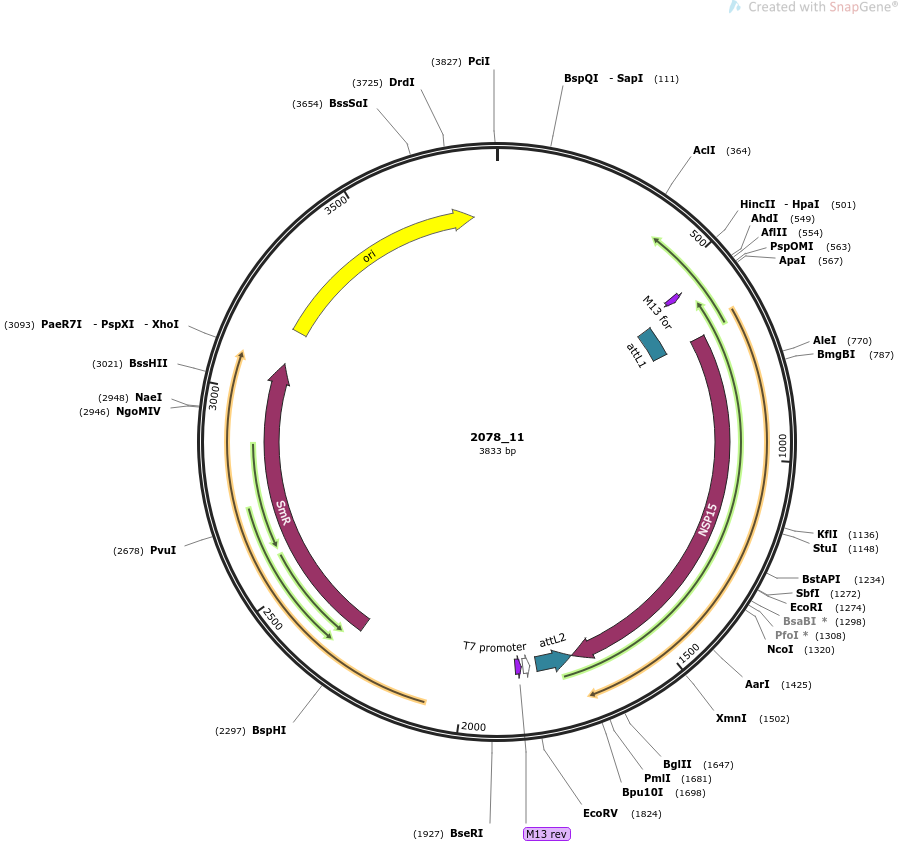 Created with SnapGene®
(3827) PciI
BspQI - SapI (111)
(3725) DrdI
(3654) BssSαI
AclI (364)
HincII - HpaI (501)
AhdI (549)
AflII (554)
PspOMI (563)
ApaI (567)
3500
500
ori
M13 for
attL1
(3093) PaeR7I - PspXI - XhoI
AleI (770)
BmgBI (787)
(3021) BssHII
3000
(2948) NaeI
(2946) NgoMIV
2078_11
3833 bp
1000
SmR
NSP15
KflI (1136)
StuI (1148)
(2678) PvuI
BstAPI (1234)
SbfI (1272)
EcoRI (1274)
BsaBI * (1298)
PfoI * (1308)
NcoI (1320)
2500
T7 promoter
attL2
1500
AarI (1425)
XmnI (1502)
(2297) BspHI
2000
BglII (1647)
PmlI (1681)
Bpu10I (1698)
EcoRV (1824)
(1927) BseRI
M13 rev